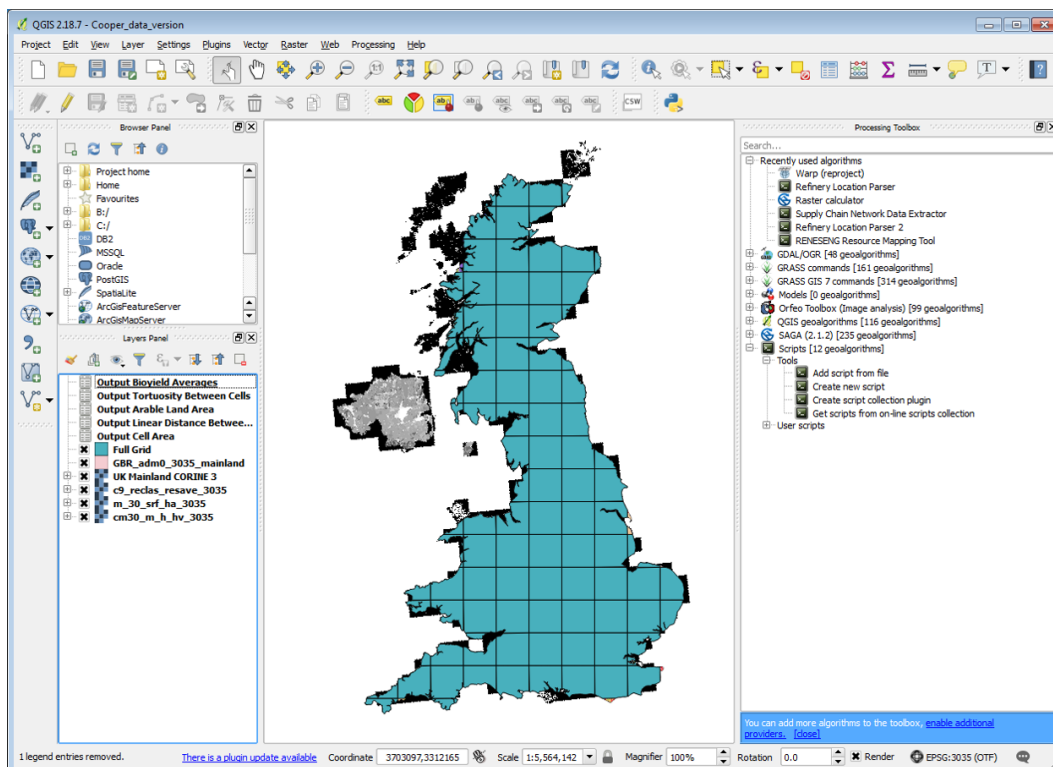 QGIS 2.18.7 - Cooper_data_version
Project Edit View Layer Settings Plugins Vector Raster Web Processing Help
Browser Panel
Project home
Home
Favourites
B:/
C:/
DB2
MSSQL
Oracle
PostGIS
SpatiaLite
ArcGisFeatureServer
ArcGisMapServer
Layers Panel
Output Bioyield Averages
Output Tortuosity Between Cells
Output Arable Land Area
Output Linear Distance Betwee...
Output Cell Area
Full Grid
GBR_adm0_3035_mainland
UK Mainland CORINE 3
c9_reclas_resave_3035
m_30_srf_ha_3035
cm30_m_h_hv_3035
Processing Toolbox
Search...
Recently used algorithms
Warp (reproject)
Refinery Location Parser
Raster calculator
Supply Chain Network Data Extractor
Refinery Location Parser 2
RENESENG Resource Mapping Tool
GDAL/OGR [48 geoalgorithms]
GRASS commands [161 geoalgorithms]
GRASS GIS 7 commands [314 geoalgorithms]
Models [0 geoalgorithms]
Orfeo Toolbox (Image analysis) [99 geoalgorithms]
QGIS geoalgorithms [116 geoalgorithms]
SAGA (2.1.2) [235 geoalgorithms]
Scripts [12 geoalgorithms]
Tools
Add script from file
Create new script
Create script collection plugin
Get scripts from on-line scripts collection
User scripts
You can add more algorithms to the toolbox, enable additional
providers. [close]
1 legend entries removed. There is a plugin update available Coordinate 3703097,3312165 Scale 1:5,564,142 Magnifier 100% Rotation 0.0 Render EPSG:3035 (OTF)